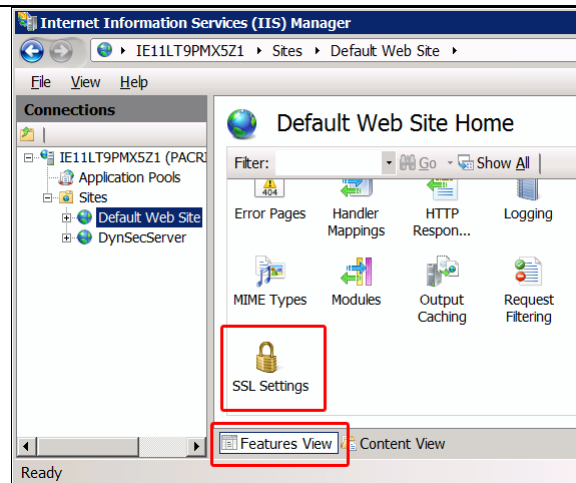 Internet Information Services (IIS) Manager
IE11LT9PMX5Z1 Sites Default Web Site
File View Help
Connections
IE11LT9PMX5Z1 (PACR
Application Pools
Sites
Default Web Site
DynSecServer
Default Web Site Home
Filter: Go Show All
404
Error Pages Handler Mappings HTTP Respon... Logging
MIME Types Modules Output Caching Request Filtering
SSL Settings
Features View Content View
Ready